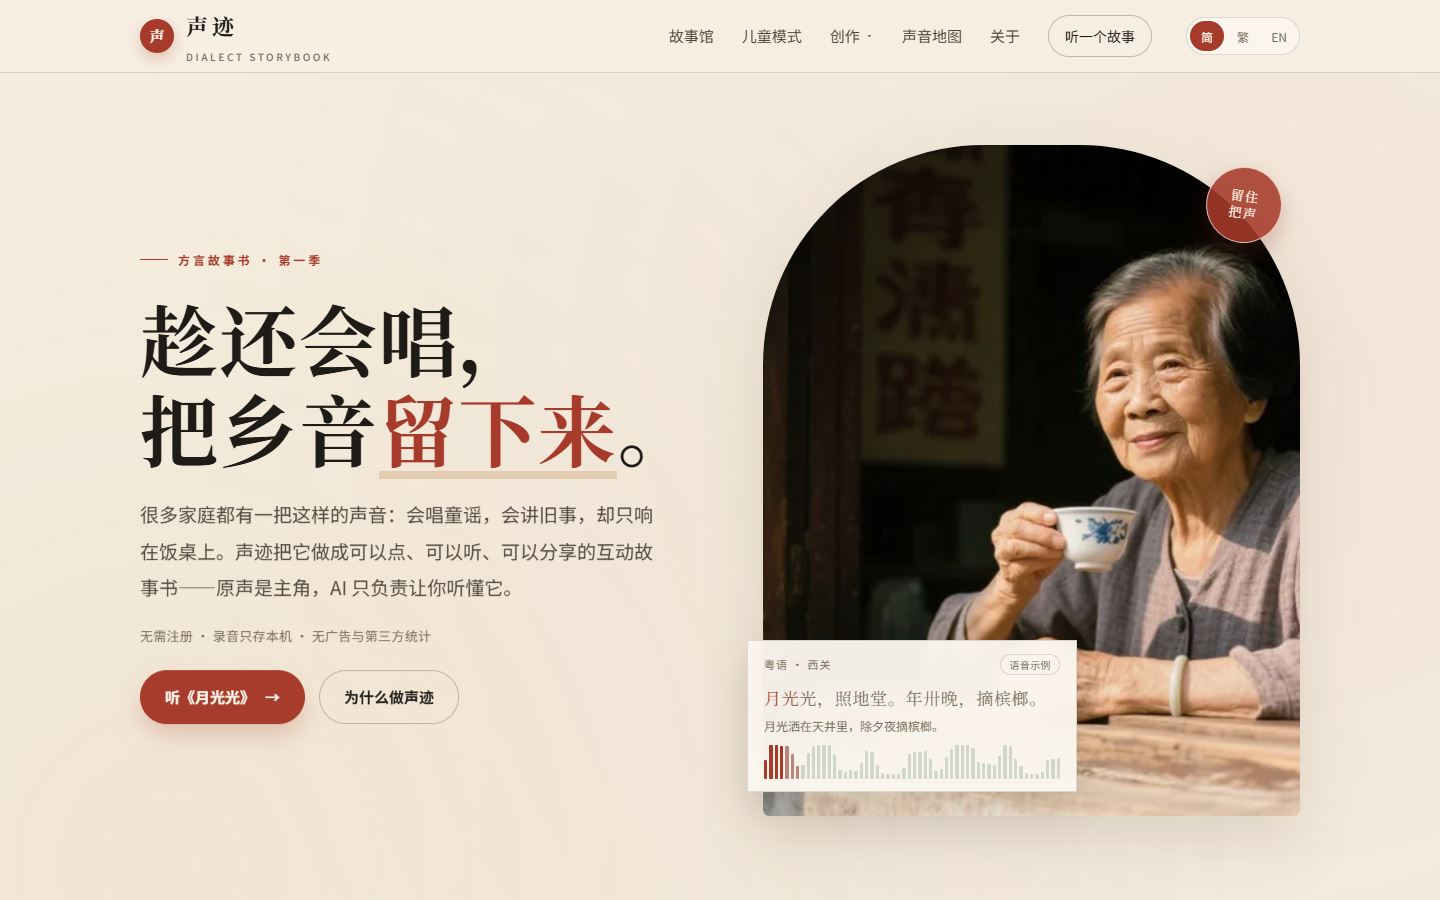 声
声迹
DIALECT STORYBOOK
故事馆
儿童模式
创作
声音地图
关于
听一个故事
简
繁
EN
方言故事书 · 第一季
趁还会唱，
把乡音留下来。
很多家庭都有一把这样的声音：会唱童谣，会讲旧事，却只响
在饭桌上。声迹把它做成可以点、可以听、可以分享的互动故
事书——原声是主角，AI 只负责让你听懂它。
无需注册 · 录音只存本机 · 无广告与第三方统计
听《月光光》 →
为什么做声迹
留住
把声
粤语 · 西关
语音示例
月光光，照地堂。年卅晚，摘槟榔。
月光洒在天井里，除夕夜摘槟榔。